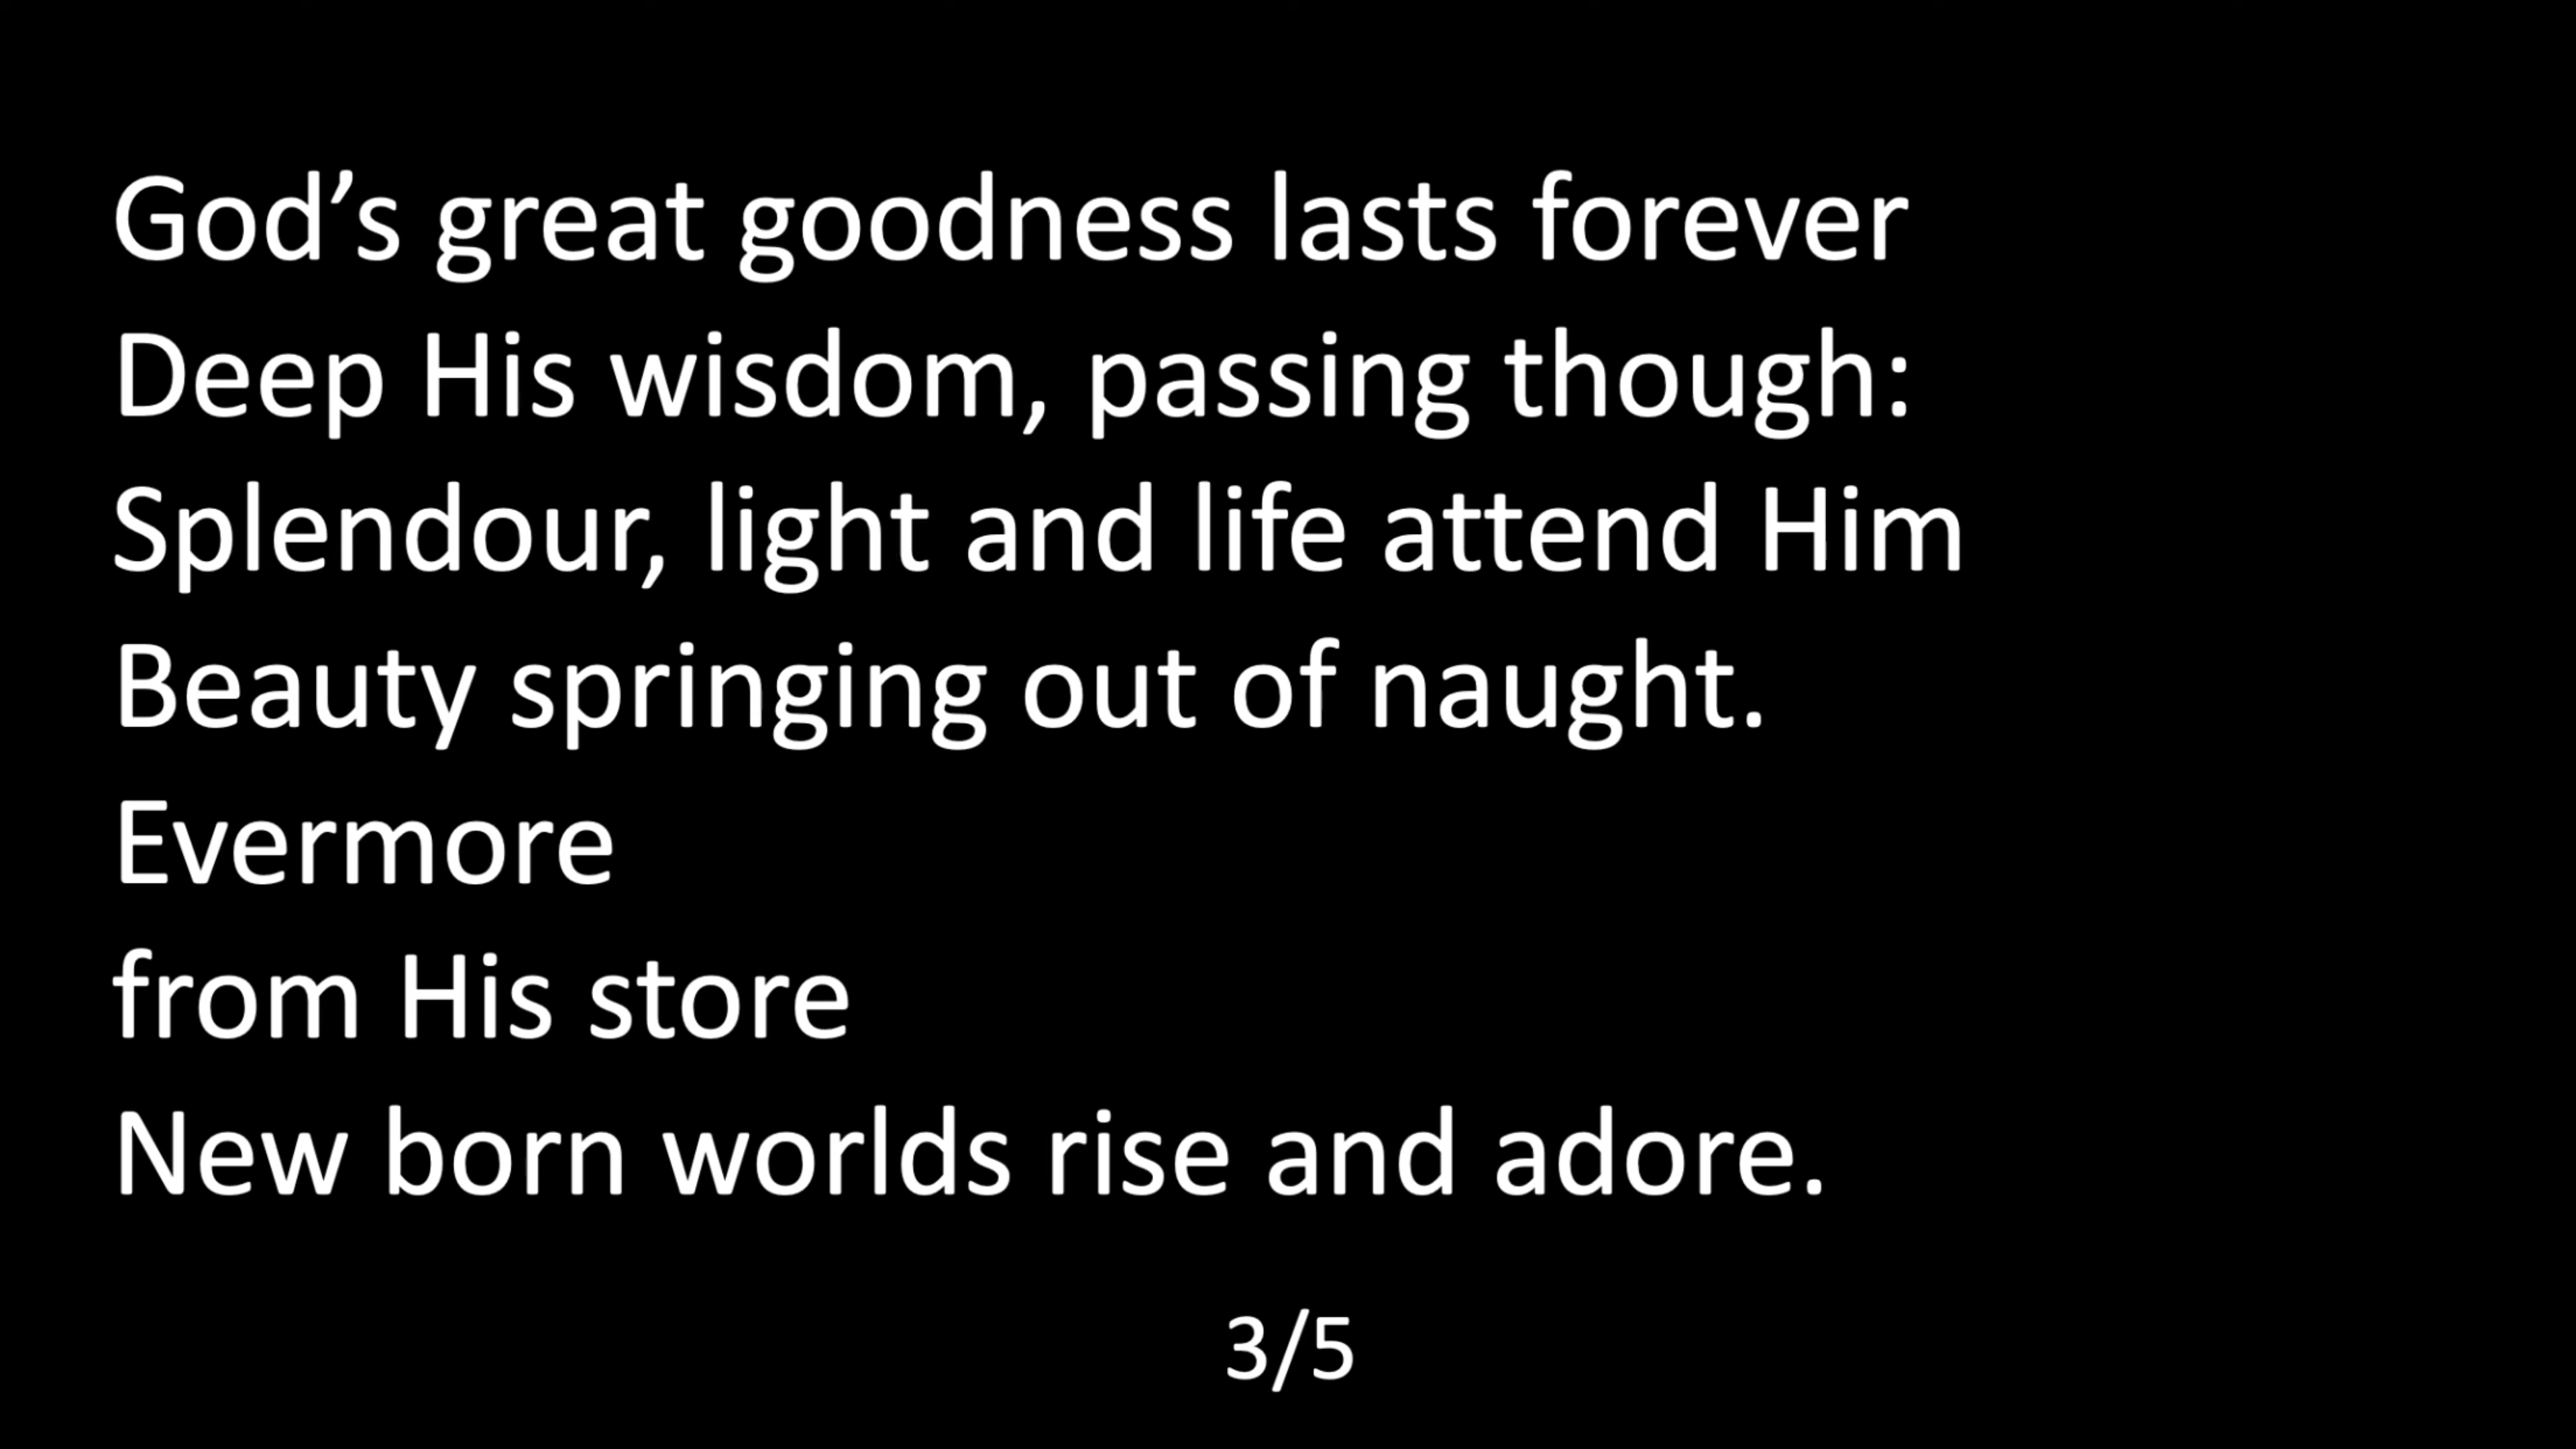 God’s great goodness lasts forever
Deep His wisdom, passing though:
Splendour, light and life attend Him
Beauty springing out of naught.
Evermore
from His store
New born worlds rise and adore.
3/5